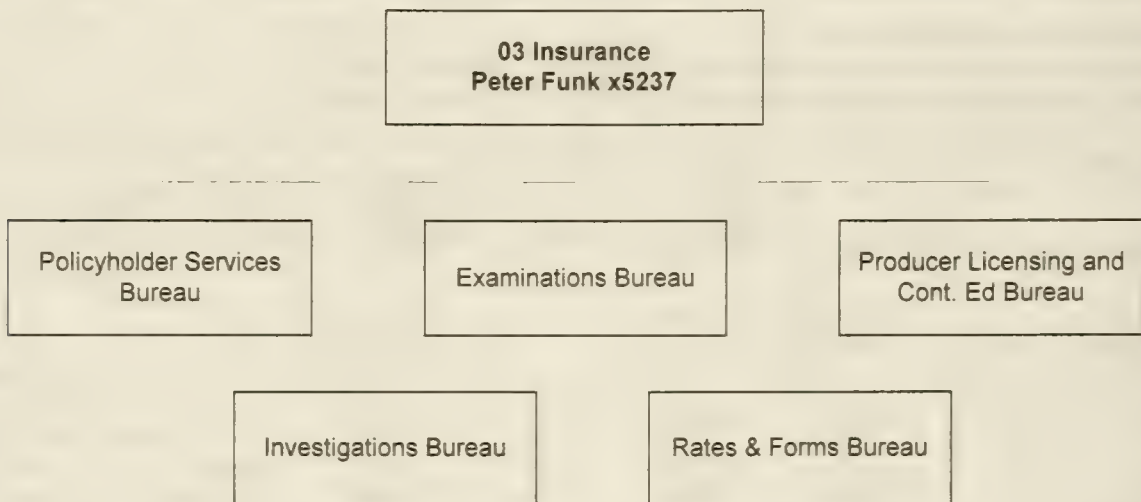 03 Insurance
Peter Funk x5237
Policyholder Services
Bureau
Examinations Bureau
Producer Licensing and
Cont. Ed Bureau
Investigations Bureau
Rates & Forms Bureau